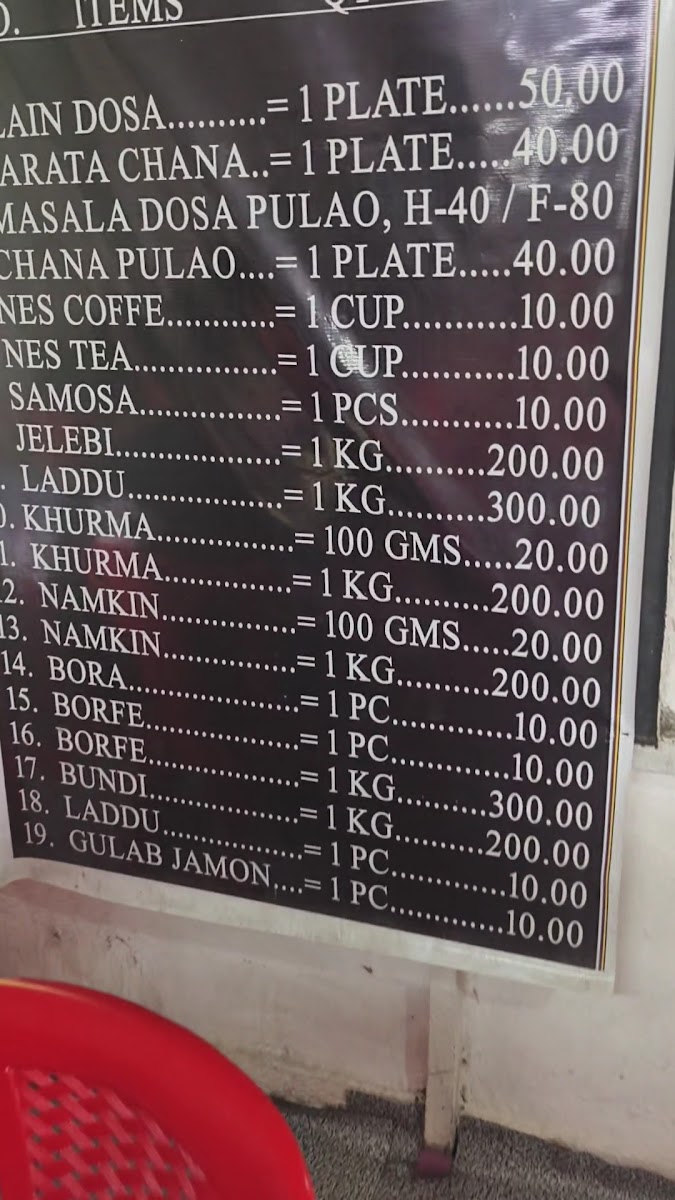 O. ITEMS
LAIN DOSA..........= 1 PLATE......50.00
ARATA CHANA..= 1 PLATE.....40.00
MASALA DOSA PULAO, H-40 / F-80
CHANA PULAO....= 1 PLATE.....40.00
NES COFFE............= 1 CUP............10.00
NES TEA................= 1 CUP............10.00
SAMOSA................= 1 PCS............10.00
JELEBI...................= 1 KG..........200.00
. LADDU..................= 1 KG..........300.00
0. KHURMA...............= 100 GMS.....20.00
1. KHURMA..............= 1 KG..........200.00
2. NAMKIN...............= 100 GMS.....20.00
13. NAMKIN...............= 1 KG..........200.00
14. BORA....................= 1 PC............10.00
15. BORFE..................= 1 PC............10.00
16. BORFE..................= 1 KG..........300.00
17. BUNDI..................= 1 KG..........200.00
18. LADDU.................= 1 PC............10.00
19. GULAB JAMON....= 1 PC............10.00